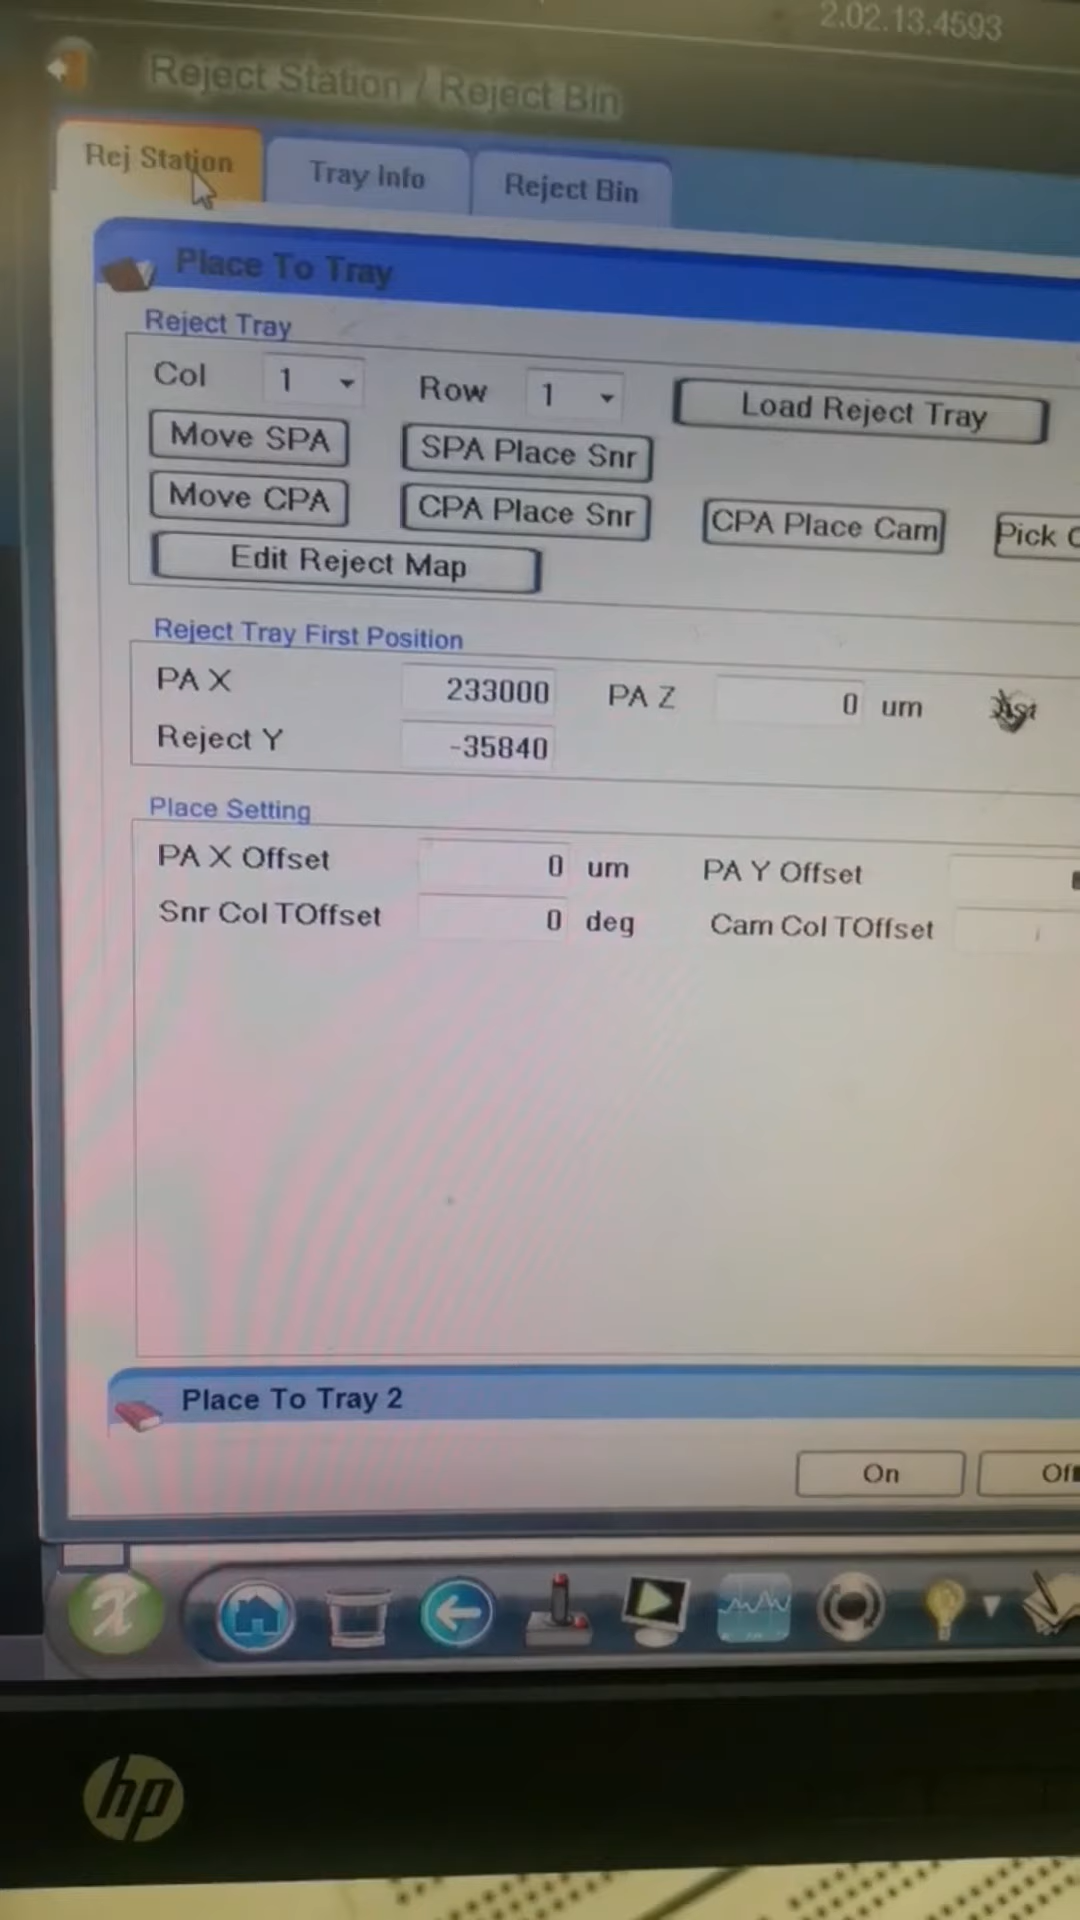 2.02.13.4593
Reject Station / Reject Bin
Rej Station Tray Info Reject Bin
Place To Tray
Reject Tray
Col 1 Row 1 Load Reject Tray
Move SPA SPA Place Snr
Move CPA CPA Place Snr CPA Place Cam Pick
Edit Reject Map
Reject Tray First Position
PA X 233000 PA Z 0 um
Reject Y -35840
Place Setting
PA X Offset 0 um PA Y Offset
Snr Col TOffset 0 deg Cam Col TOffset
Place To Tray 2
On
hp